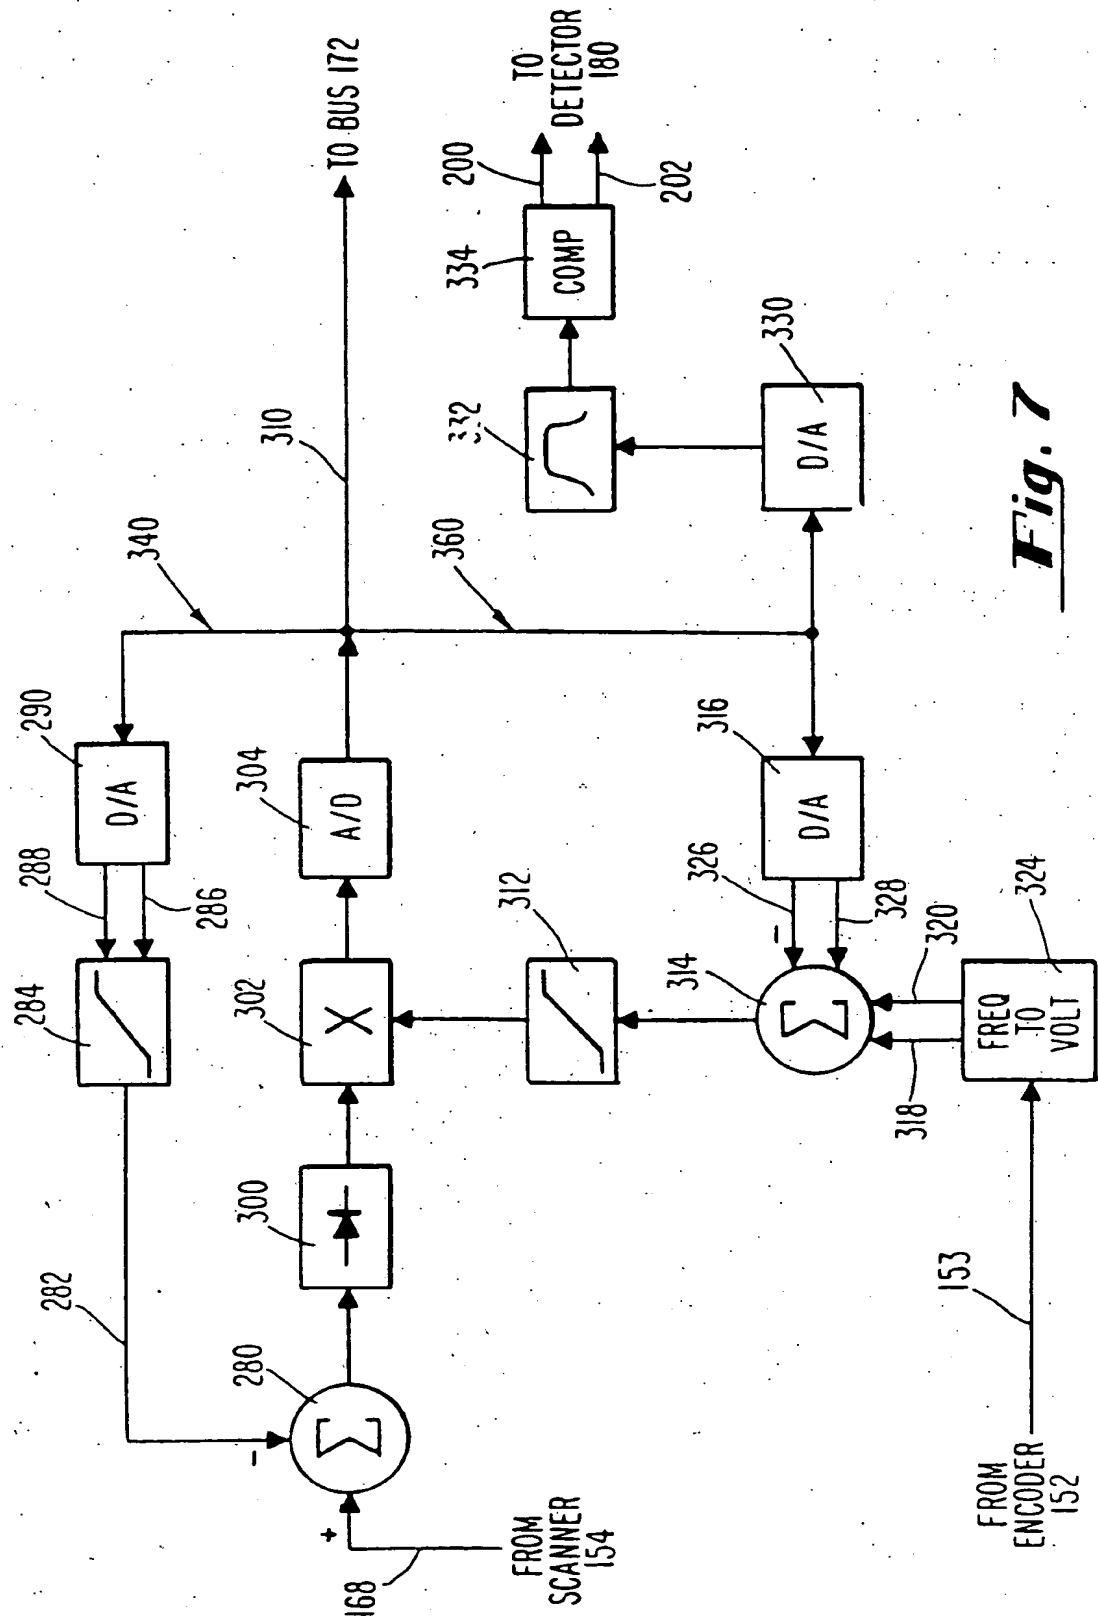 340
310
TO BUS 172
290
D/A
288
286
284
282
304
A/D
302
X
300
280
Σ
-
+
168
FROM
SCANNER
154
360
200
TO
DETECTOR
180
202
334
COMP
332
330
D/A
316
D/A
326
328
-
312
314
Σ
320
318
324
FREQ
TO
VOLT
153
FROM
ENCODER
152
Fig. 7